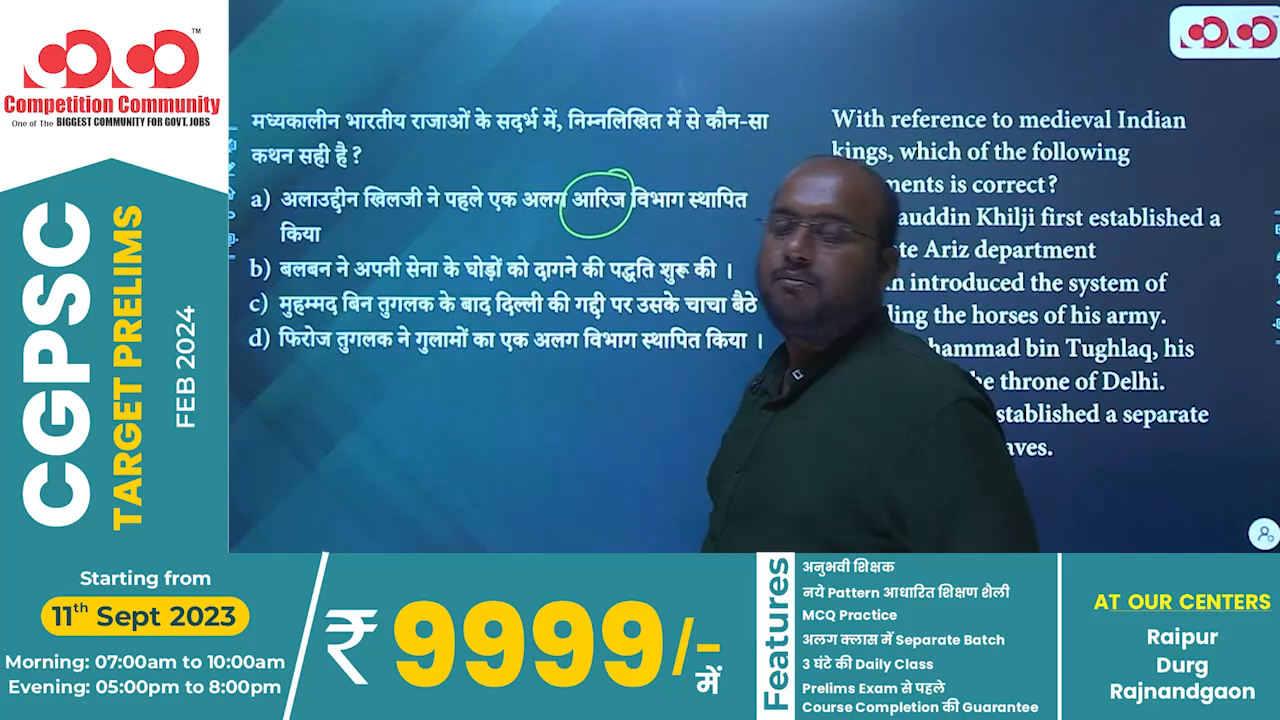 TM
Competition Community
One of The BIGGEST COMMUNITY FOR GOVT. JOBS
CGPSC
TARGET PRELIMS
FEB 2024
मध्यकालीन भारतीय राजाओं के सदर्भ में, निम्नलिखित में से कौन-सा
कथन सही है ?
a) अलाउद्दीन खिलजी ने पहले एक अलग आरिज विभाग स्थापित
किया
b) बलबन ने अपनी सेना के घोड़ों को दागने की पद्धति शुरू की ।
c) मुहम्मद बिन तुगलक के बाद दिल्ली की गद्दी पर उसके चाचा बैठे
d) फिरोज तुगलक ने गुलामों का एक अलग विभाग स्थापित किया ।
With reference to medieval Indian
kings, which of the following
ments is correct?
auddin Khilji first established a
te Ariz department
n introduced the system of
ling the horses of his army.
hammad bin Tughlaq, his
he throne of Delhi.
stablished a separate
aves.
Starting from
11th Sept 2023
Morning: 07:00am to 10:00am
Evening: 05:00pm to 8:00pm
₹ 9999/- में
Features
अनुभवी शिक्षक
नये Pattern आधारित शिक्षण शैली
MCQ Practice
अलग क्लास में Separate Batch
3 घंटे की Daily Class
Prelims Exam से पहले
Course Completion की Guarantee
AT OUR CENTERS
Raipur
Durg
Rajnandgaon